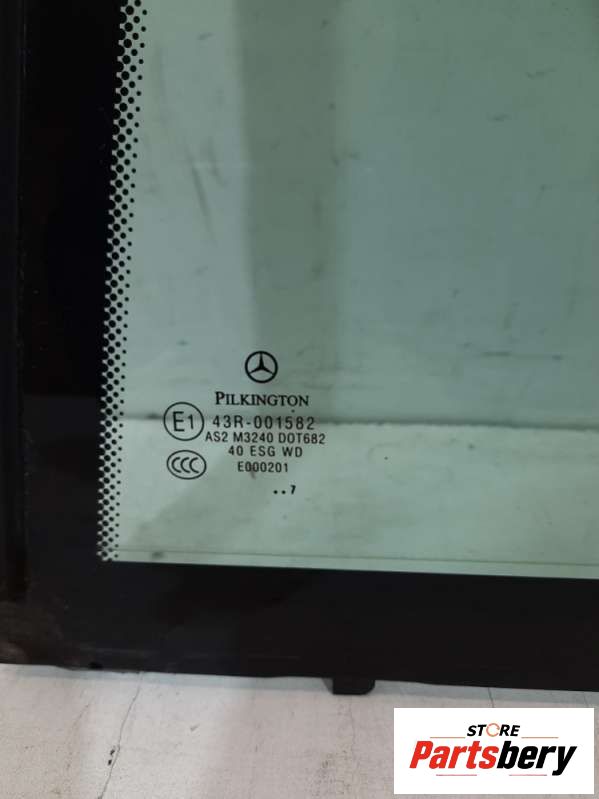 PILKINGTON
E1 43R-001582
AS2 M3240 DOT682
40 ESG WD
CCC E000201
..7
STORE
Partsbery